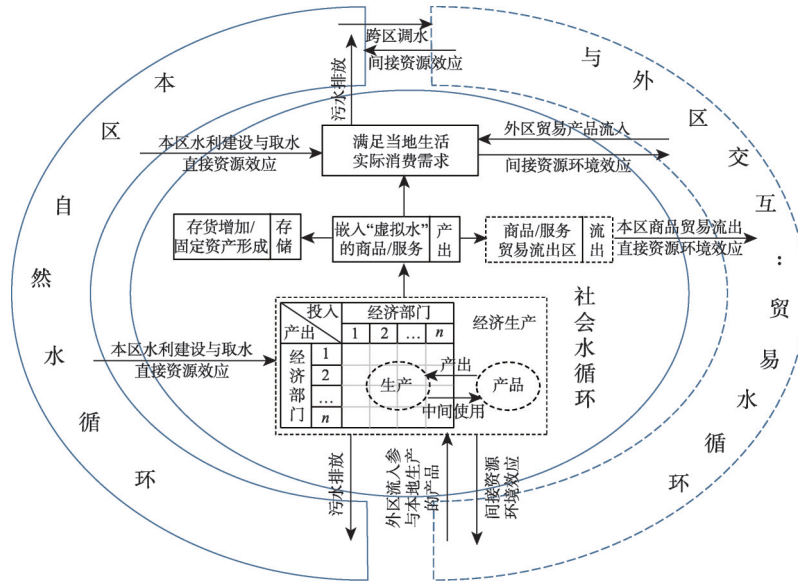 跨区调水
间接资源效应
污水排放
本区自然水循环
与外区交互:贸易水循环
本区水利建设与取水
直接资源效应
满足当地生活
实际消费需求
外区贸易产品流入
间接资源环境效应
存货增加/
固定资产形成
存储
嵌入“虚拟水”
的商品/服务
产出
商品/服务
贸易流出区
流出
本区商品贸易流出
直接资源环境效应
社会水循环
投入
产出
经济部门
1 2 … n
经济部门
1
2
…
n
经济生产
生产
产出
中间使用
产品
本区水利建设与取水
直接资源效应
污水排放
外区流入参
与本地生产
的产品
间接资源
环境效应